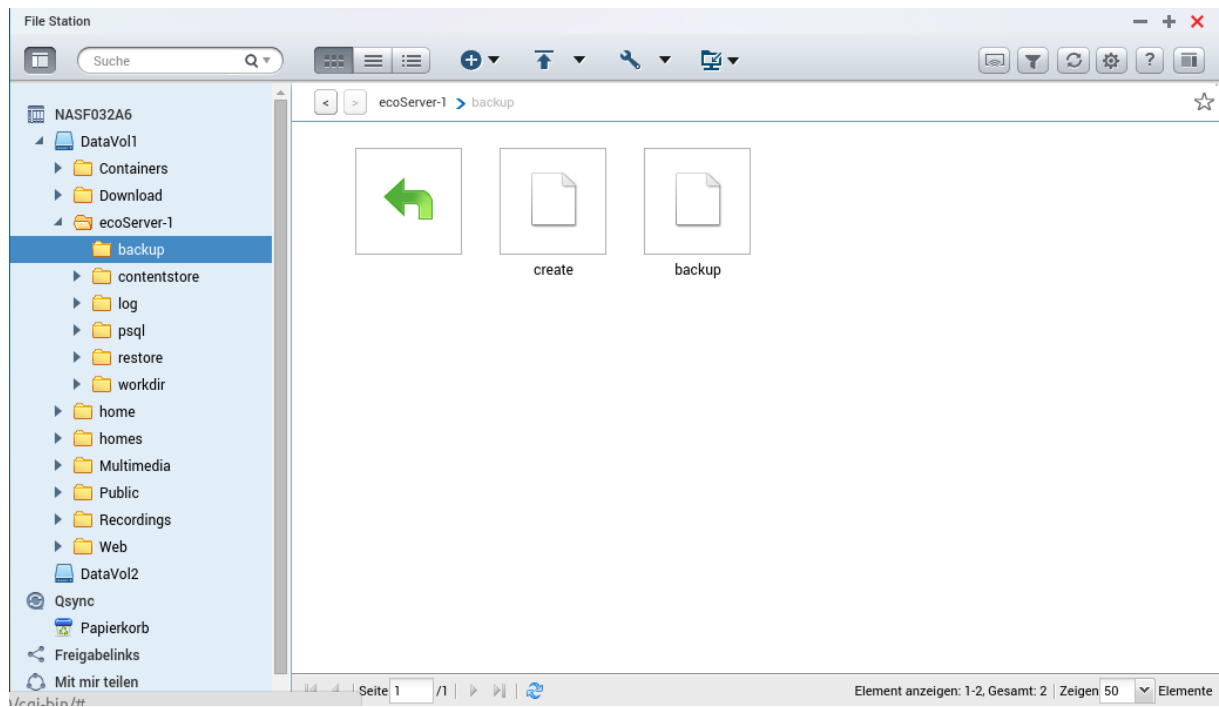 File Station
Suche
ecoServer-1 backup
NASF032A6
DataVol1
Containers
Download
ecoServer-1
backup
contentstore
log
psql
restore
workdir
home
homes
Multimedia
Public
Recordings
Web
DataVol2
Qsync
Papierkorb
Freigabelinks
Mit mir teilen
create
backup
Seite 1 /1
Element anzeigen: 1-2, Gesamt: 2 Zeigen 50 Elemente